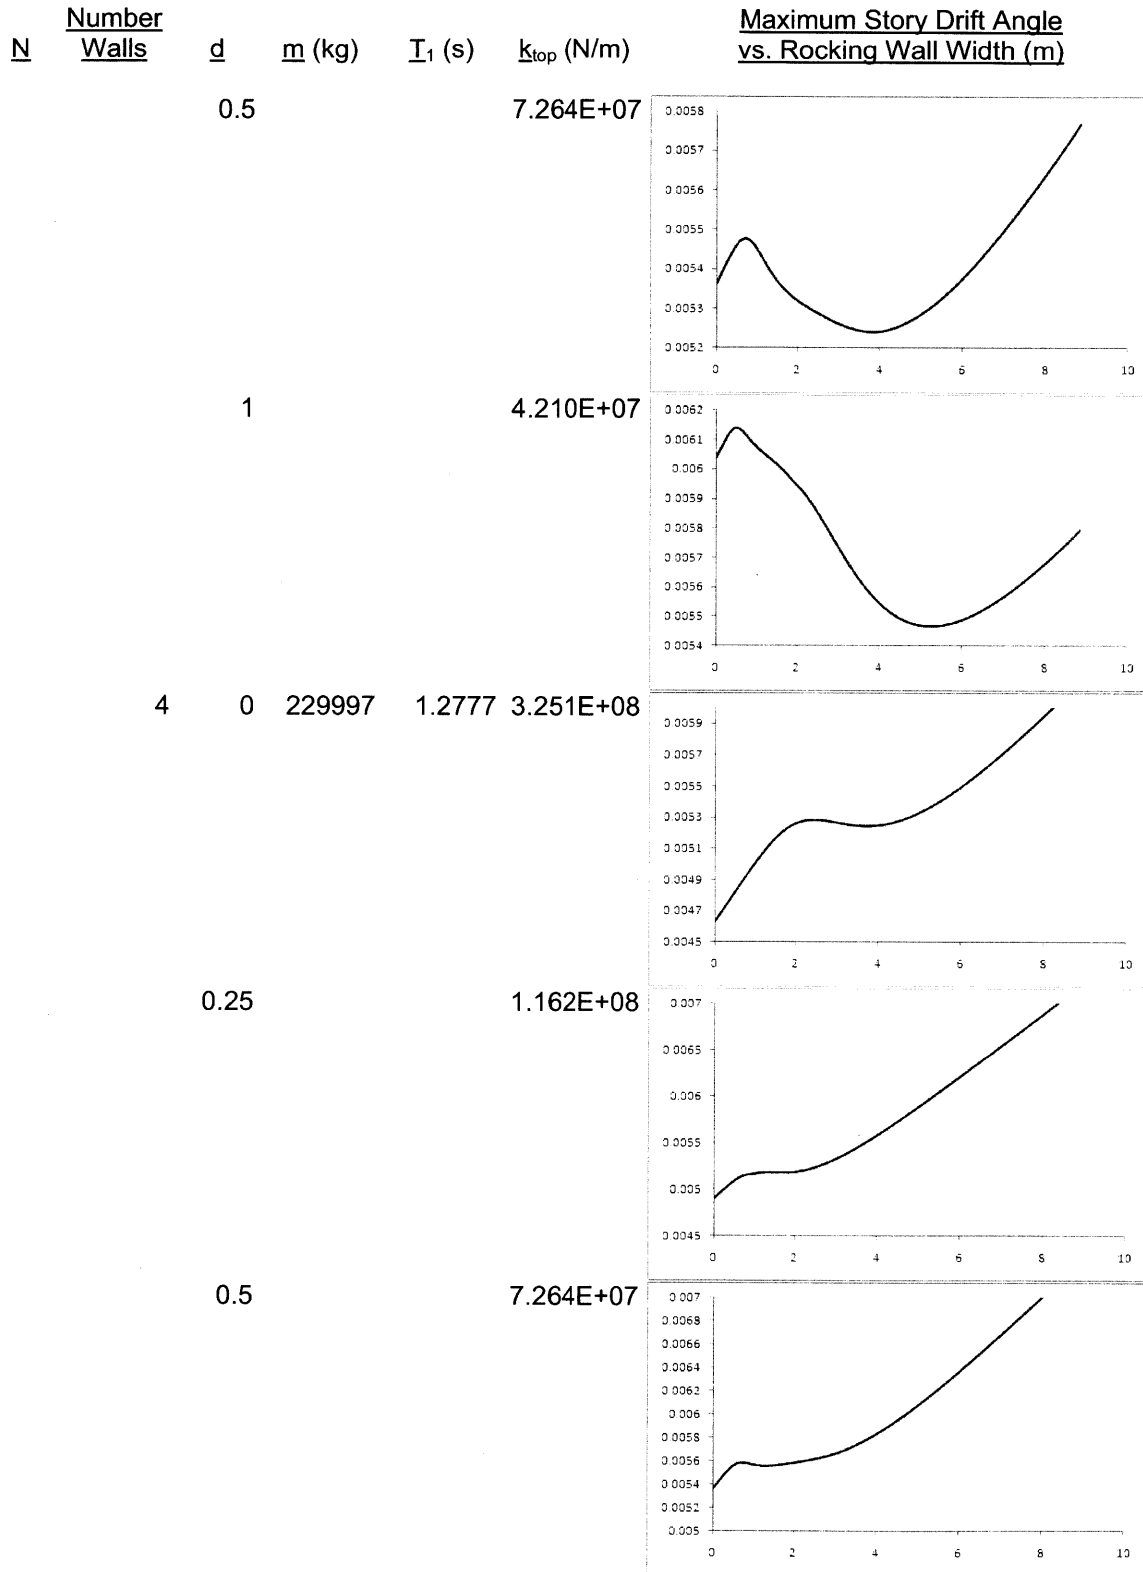 Number
N Walls d m (kg) T1 (s) ktop (N/m)
Maximum Story Drift Angle
vs. Rocking Wall Width (m)
0.5 7.264E+07
0.0058
0.0057
0.0056
0.0055
0.0054
0.0053
0.0052
0 2 4 6 8 10
1 4.210E+07
0.0062
0.0061
0.006
0.0059
0.0058
0.0057
0.0056
0.0055
0.0054
0 2 4 6 8 10
4 0 229997 1.2777 3.251E+08
0.0059
0.0057
0.0055
0.0053
0.0051
0.0049
0.0047
0.0045
0 2 4 6 8 10
0.25 1.162E+08
0.007
0.0065
0.006
0.0055
0.005
0.0045
0 2 4 6 8 10
0.5 7.264E+07
0.007
0.0068
0.0066
0.0064
0.0062
0.006
0.0058
0.0056
0.0054
0.0052
0.005
0 2 4 6 8 10